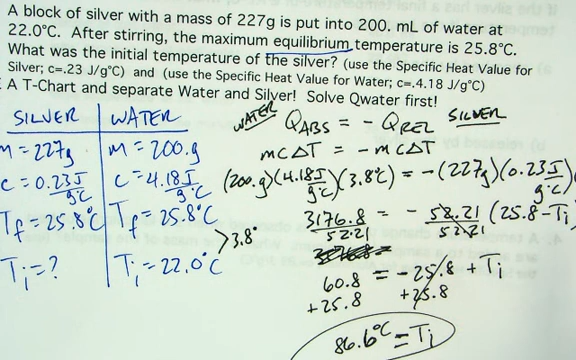 A block of silver with a mass of 227g is put into 200. mL of water at
22.0°C. After stirring, the maximum equilibrium temperature is 25.8°C.
What was the initial temperature of the silver? (use the Specific Heat Value for
Silver; c=.23 J/g°C) and (use the Specific Heat Value for Water; c=.4.18 J/g°C)
A T-Chart and separate Water and Silver! Solve Qwater first!
SILVER WATER
m=227g m=200.g
c=0.23J/g°C c=4.18J/g°C
Tf=25.8°C Tf=25.8°C
>3.8°
Ti=? Ti=22.0°C
WATER QABS = -QREL SILVER
mCΔT = -mCΔT
(200.g)(4.18J/g°C)(3.8°C) = -(227g)(0.23J/g°C)(
3176.8/52.21 = -52.21/52.21 (25.8-Ti
60.8 = -25.8 + Ti
+25.8 +25.8
86.6°C = Ti